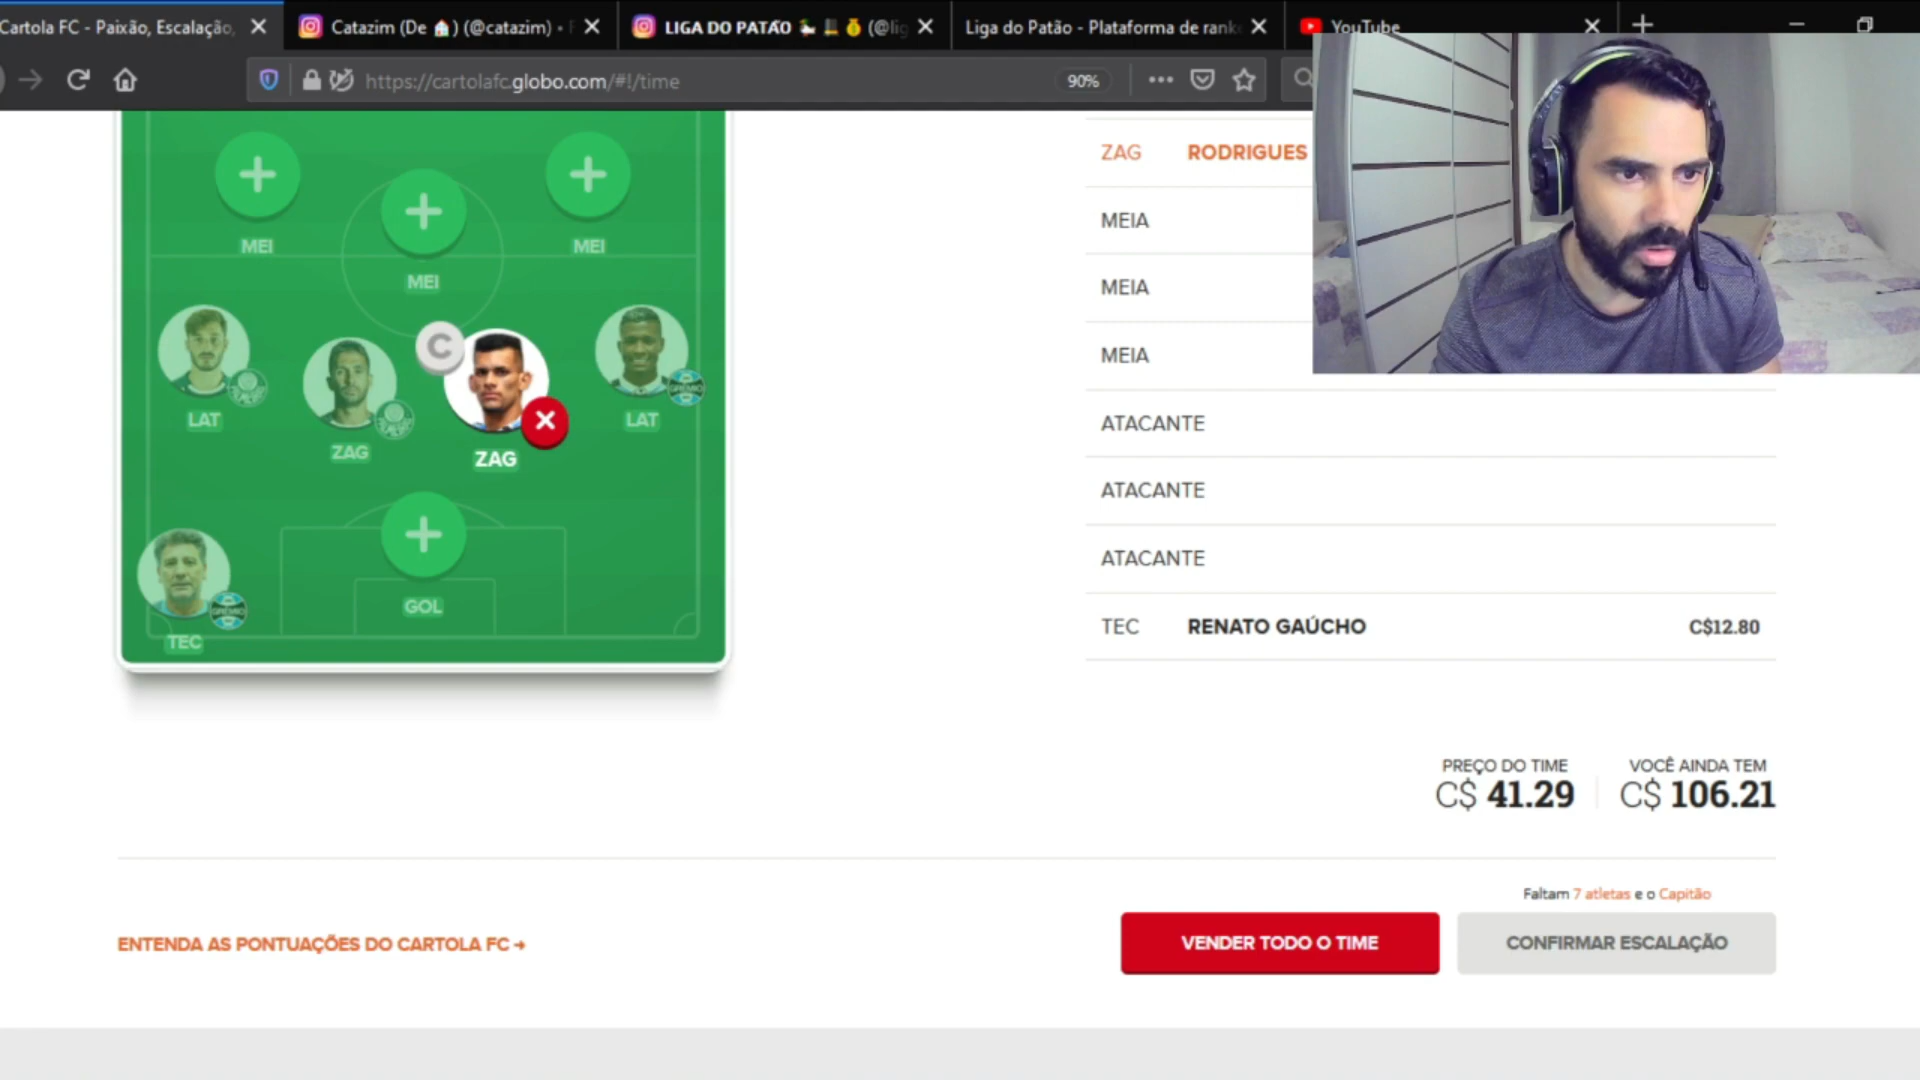 Cartola FC - Paixão, Escalação,
Catazim (De 🏠) (@catazim) •
LIGA DO PATÃO 🦆 👢 💰 (@lig
Liga do Patão - Plataforma de ranke
YouTube
https://cartolafc.globo.com/#!/time
90%
MEI
MEI
MEI
LAT
ZAG
C
ZAG
LAT
TEC
GOL
ZAG RODRIGUES
MEIA
MEIA
MEIA
ATACANTE
ATACANTE
ATACANTE
TEC RENATO GAÚCHO C$12.80
PREÇO DO TIME
C$ 41.29
VOCÊ AINDA TEM
C$ 106.21
Faltam 7 atletas e o Capitão
ENTENDA AS PONTUAÇÕES DO CARTOLA FC →
VENDER TODO O TIME
CONFIRMAR ESCALAÇÃO